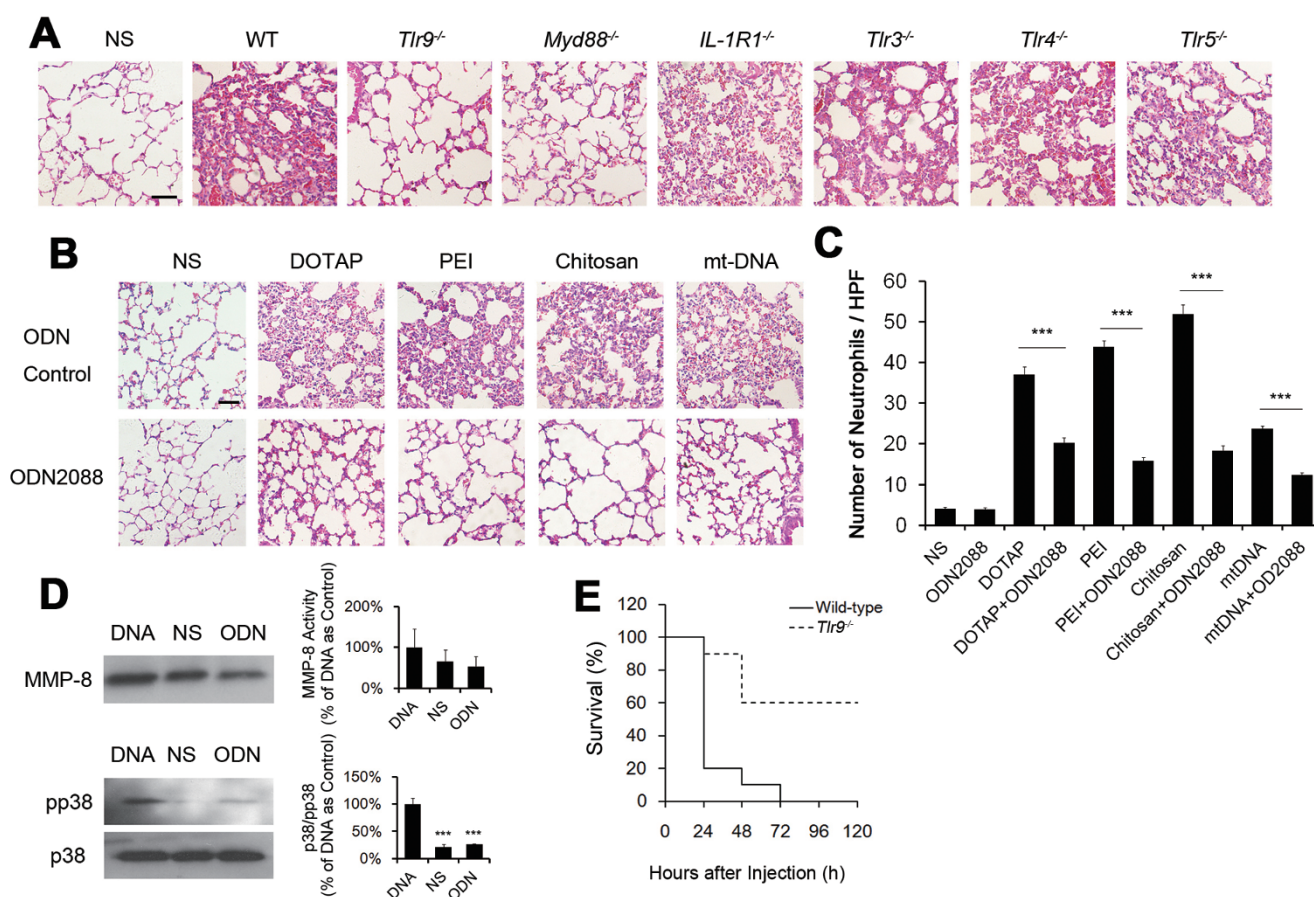 A
NS WT Tlr9-/- Myd88-/- IL-1R1-/- Tlr3-/- Tlr4-/- Tlr5-/-
B
NS DOTAP PEI Chitosan mt-DNA
ODN
Control
ODN2088
C
Number of Neutrophils / HPF
60
50
40
30
20
10
0
*** *** *** ***
NS
ODN2088
DOTAP
DOTAP+ODN2088
PEI
PEI+ODN2088
Chitosan
Chitosan+ODN2088
mtDNA
mtDNA+OD2088
D
DNA NS ODN
MMP-8
MMP-8 Activity
(% of DNA as Control)
200%
100%
0%
DNA NS ODN
DNA NS ODN
pp38
p38
p38/pp38
(% of DNA as Control)
150%
100%
50%
0%
*** ***
DNA NS ODN
E
Wild-type
Tlr9-/-
Survival (%)
120
100
80
60
40
20
0
0 24 48 72 96 120
Hours after Injection (h)